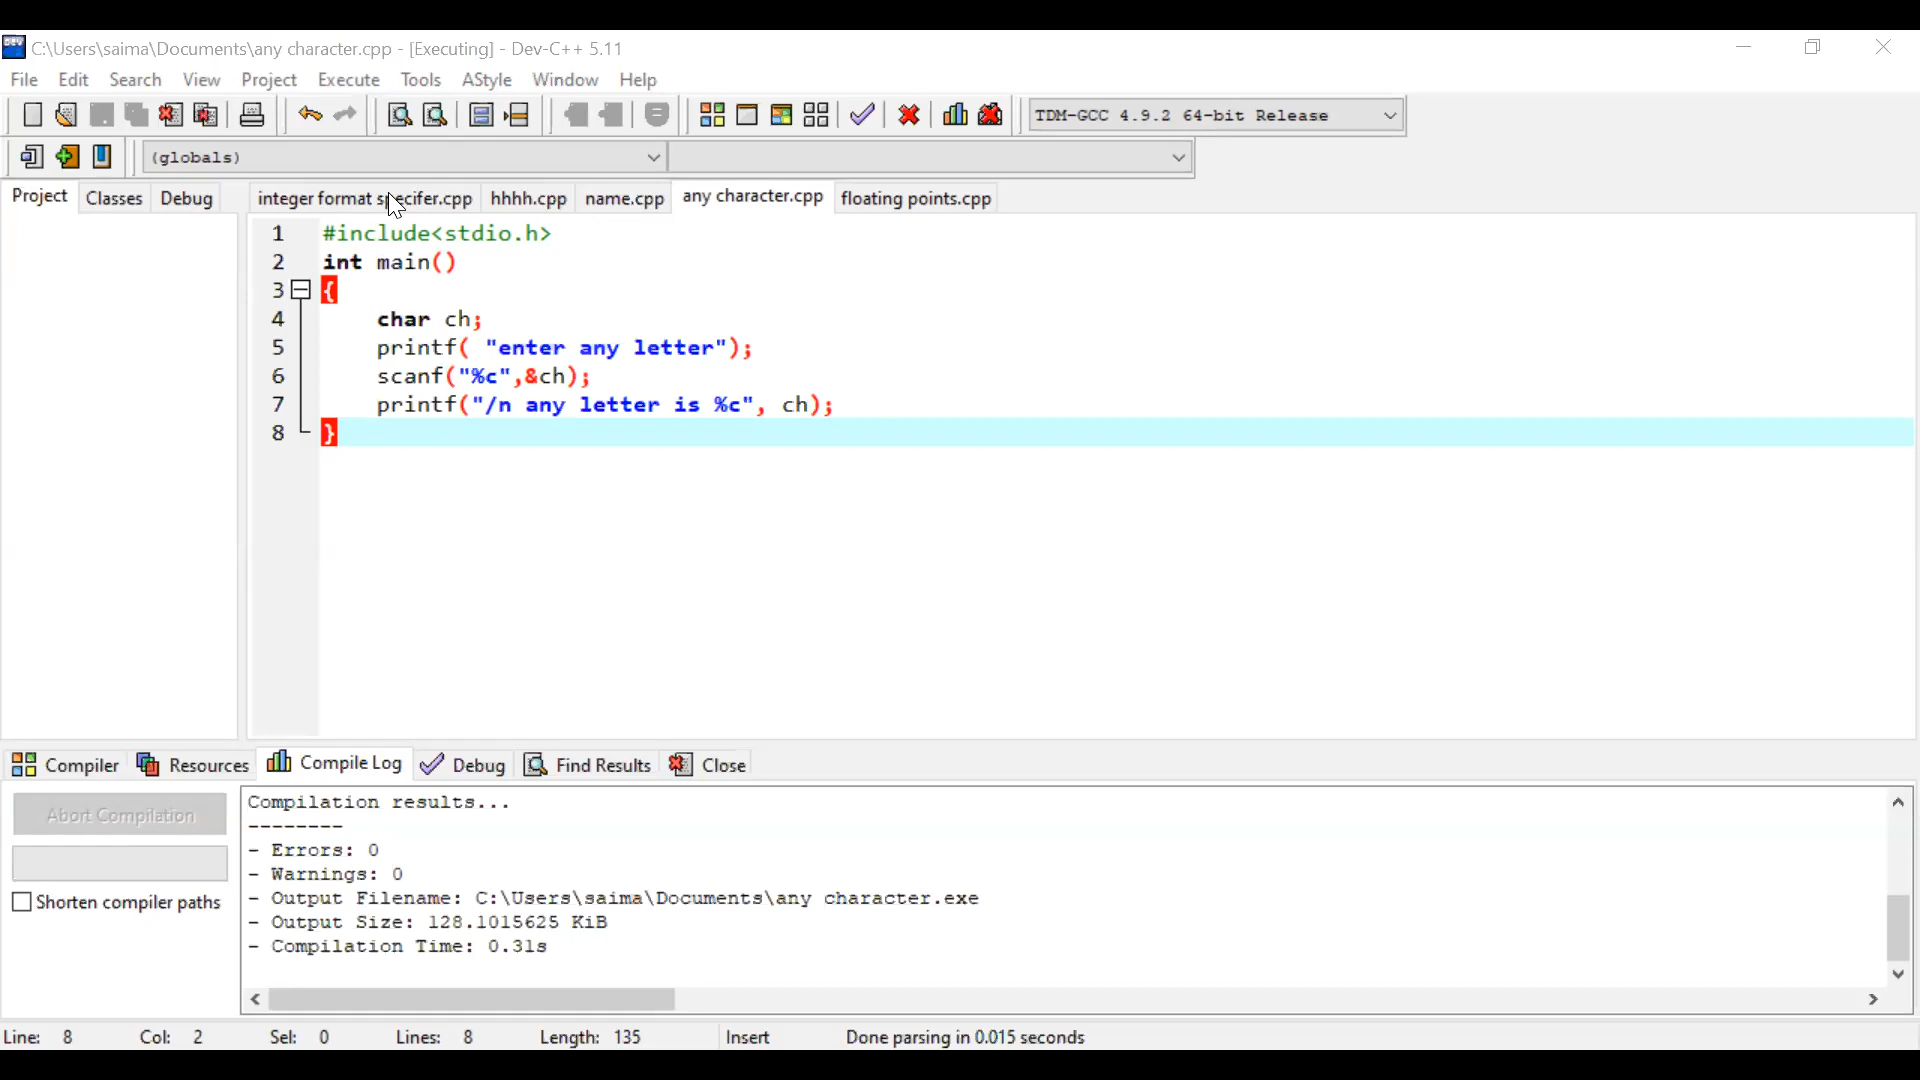 C:\Users\saima\Documents\any character.cpp - [Executing] - Dev-C++ 5.11
File Edit Search View Project Execute Tools AStyle Window Help
TDM-GCC 4.9.2 64-bit Release
(globals)
Project Classes Debug integer format specifer.cpp hhhh.cpp name.cpp any character.cpp floating points.cpp
1 #include<stdio.h>
2 int main()
3 {
4 char ch;
5 printf( "enter any letter");
6 scanf("%c",&ch);
7 printf("/n any letter is %c", ch);
8 }
Compiler Resources Compile Log Debug Find Results Close
Abort Compilation
Shorten compiler paths
Compilation results...
--------
- Errors: 0
- Warnings: 0
- Output Filename: C:\Users\saima\Documents\any character.exe
- Output Size: 128.1015625 KiB
- Compilation Time: 0.31s
Line: 8 Col: 2 Sel: 0 Lines: 8 Length: 135 Insert Done parsing in 0.015 seconds